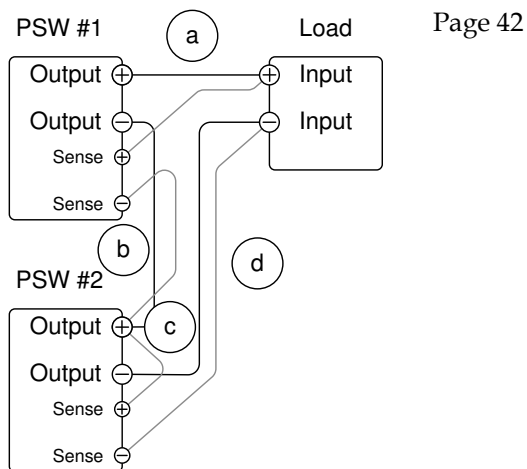 PSW #1
a
Load
Page 42
Output +
+ Input
Output −
− Input
Sense +
Sense −
b
d
PSW #2
Output +
c
Output −
Sense +
Sense −